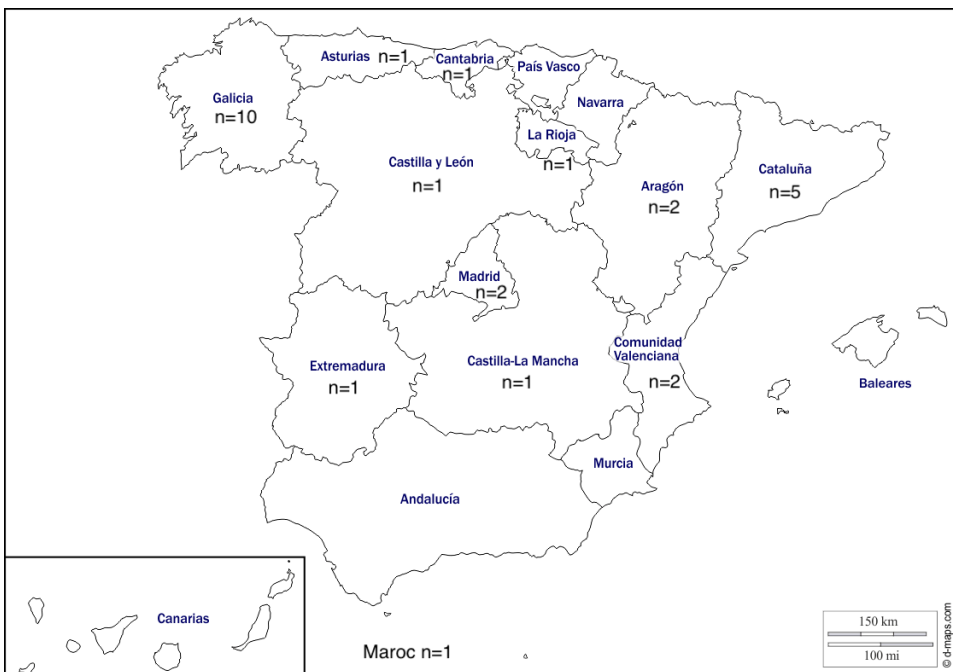 Asturias n=1
Cantabria
n=1
País Vasco
Galicia
n=10
Navarra
La Rioja
n=1
Castilla y León
n=1
Aragón
n=2
Cataluña
n=5
Madrid
n=2
Comunidad
Valenciana
n=2
Extremadura
n=1
Castilla-La Mancha
n=1
Baleares
Murcia
Andalucía
Canarias
Maroc n=1
150 km
100 mi
© d-maps.com